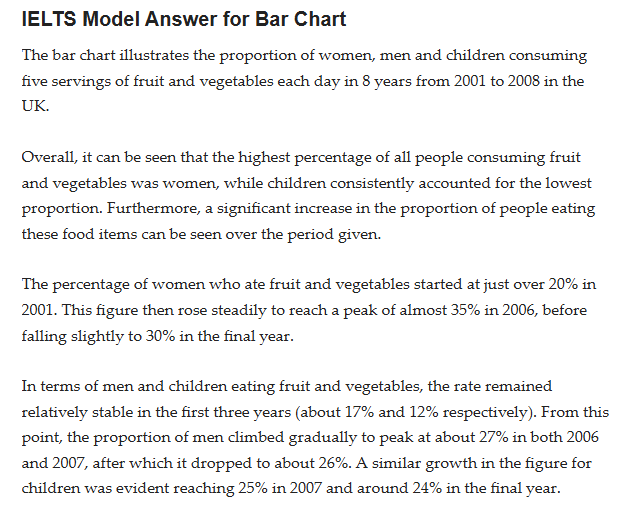 IELTS Model Answer for Bar Chart
The bar chart illustrates the proportion of women, men and children consuming
five servings of fruit and vegetables each day in 8 years from 2001 to 2008 in the
UK.
Overall, it can be seen that the highest percentage of all people consuming fruit
and vegetables was women, while children consistently accounted for the lowest
proportion. Furthermore, a significant increase in the proportion of people eating
these food items can be seen over the period given.
The percentage of women who ate fruit and vegetables started at just over 20% in
2001. This figure then rose steadily to reach a peak of almost 35% in 2006, before
falling slightly to 30% in the final year.
In terms of men and children eating fruit and vegetables, the rate remained
relatively stable in the first three years (about 17% and 12% respectively). From this
point, the proportion of men climbed gradually to peak at about 27% in both 2006
and 2007, after which it dropped to about 26%. A similar growth in the figure for
children was evident reaching 25% in 2007 and around 24% in the final year.